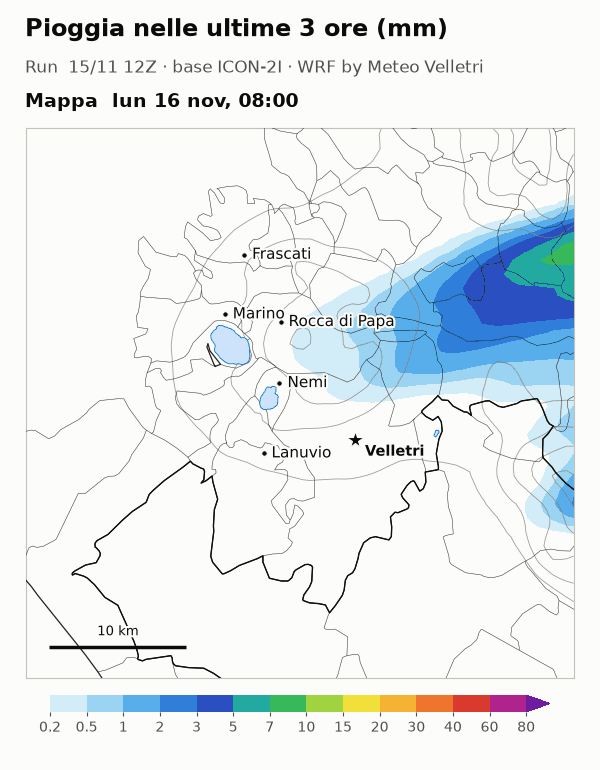 Pioggia nelle ultime 3 ore (mm)
Run 15/11 12Z · base ICON-2I · WRF by Meteo Velletri
Mappa lun 16 nov, 08:00
Frascati
Marino
Rocca di Papa
Nemi
Velletri
Lanuvio
10 km
0.2 0.5 1 2 3 5 7 10 15 20 30 40 60 80